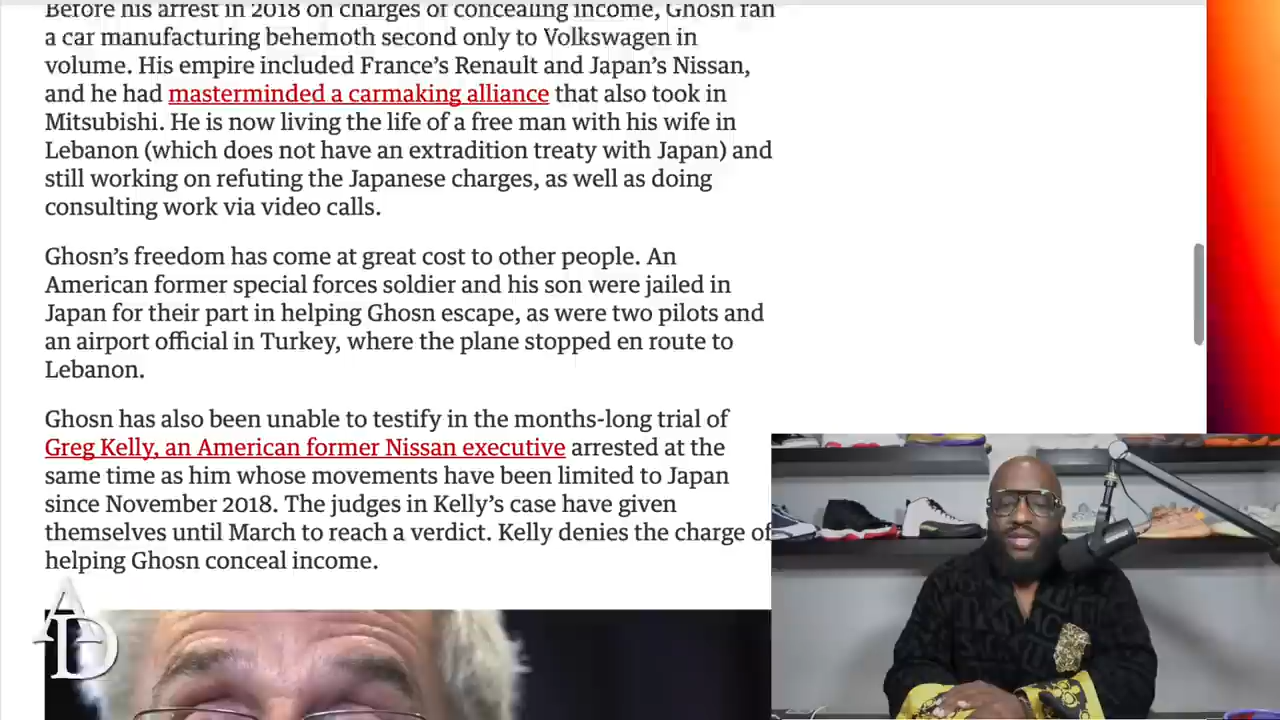 Before his arrest in 2018 on charges of concealing income, Ghosn ran
a car manufacturing behemoth second only to Volkswagen in
volume. His empire included France’s Renault and Japan’s Nissan,
and he had masterminded a carmaking alliance that also took in
Mitsubishi. He is now living the life of a free man with his wife in
Lebanon (which does not have an extradition treaty with Japan) and
still working on refuting the Japanese charges, as well as doing
consulting work via video calls.
Ghosn’s freedom has come at great cost to other people. An
American former special forces soldier and his son were jailed in
Japan for their part in helping Ghosn escape, as were two pilots and
an airport official in Turkey, where the plane stopped en route to
Lebanon.
Ghosn has also been unable to testify in the months-long trial of
Greg Kelly, an American former Nissan executive arrested at the
same time as him whose movements have been limited to Japan
since November 2018. The judges in Kelly’s case have given
themselves until March to reach a verdict. Kelly denies the charge of
helping Ghosn conceal income.
AD